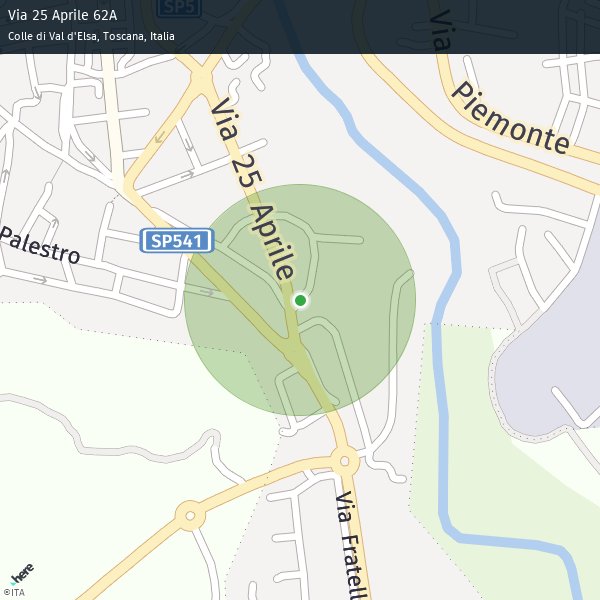 Via 25 Aprile 62A
Colle di Val d'Elsa, Toscana, Italia
SP5
Via
Piemonte
Via 25 Aprile
SP541
Palestro
Via Fratell
here
©ITA